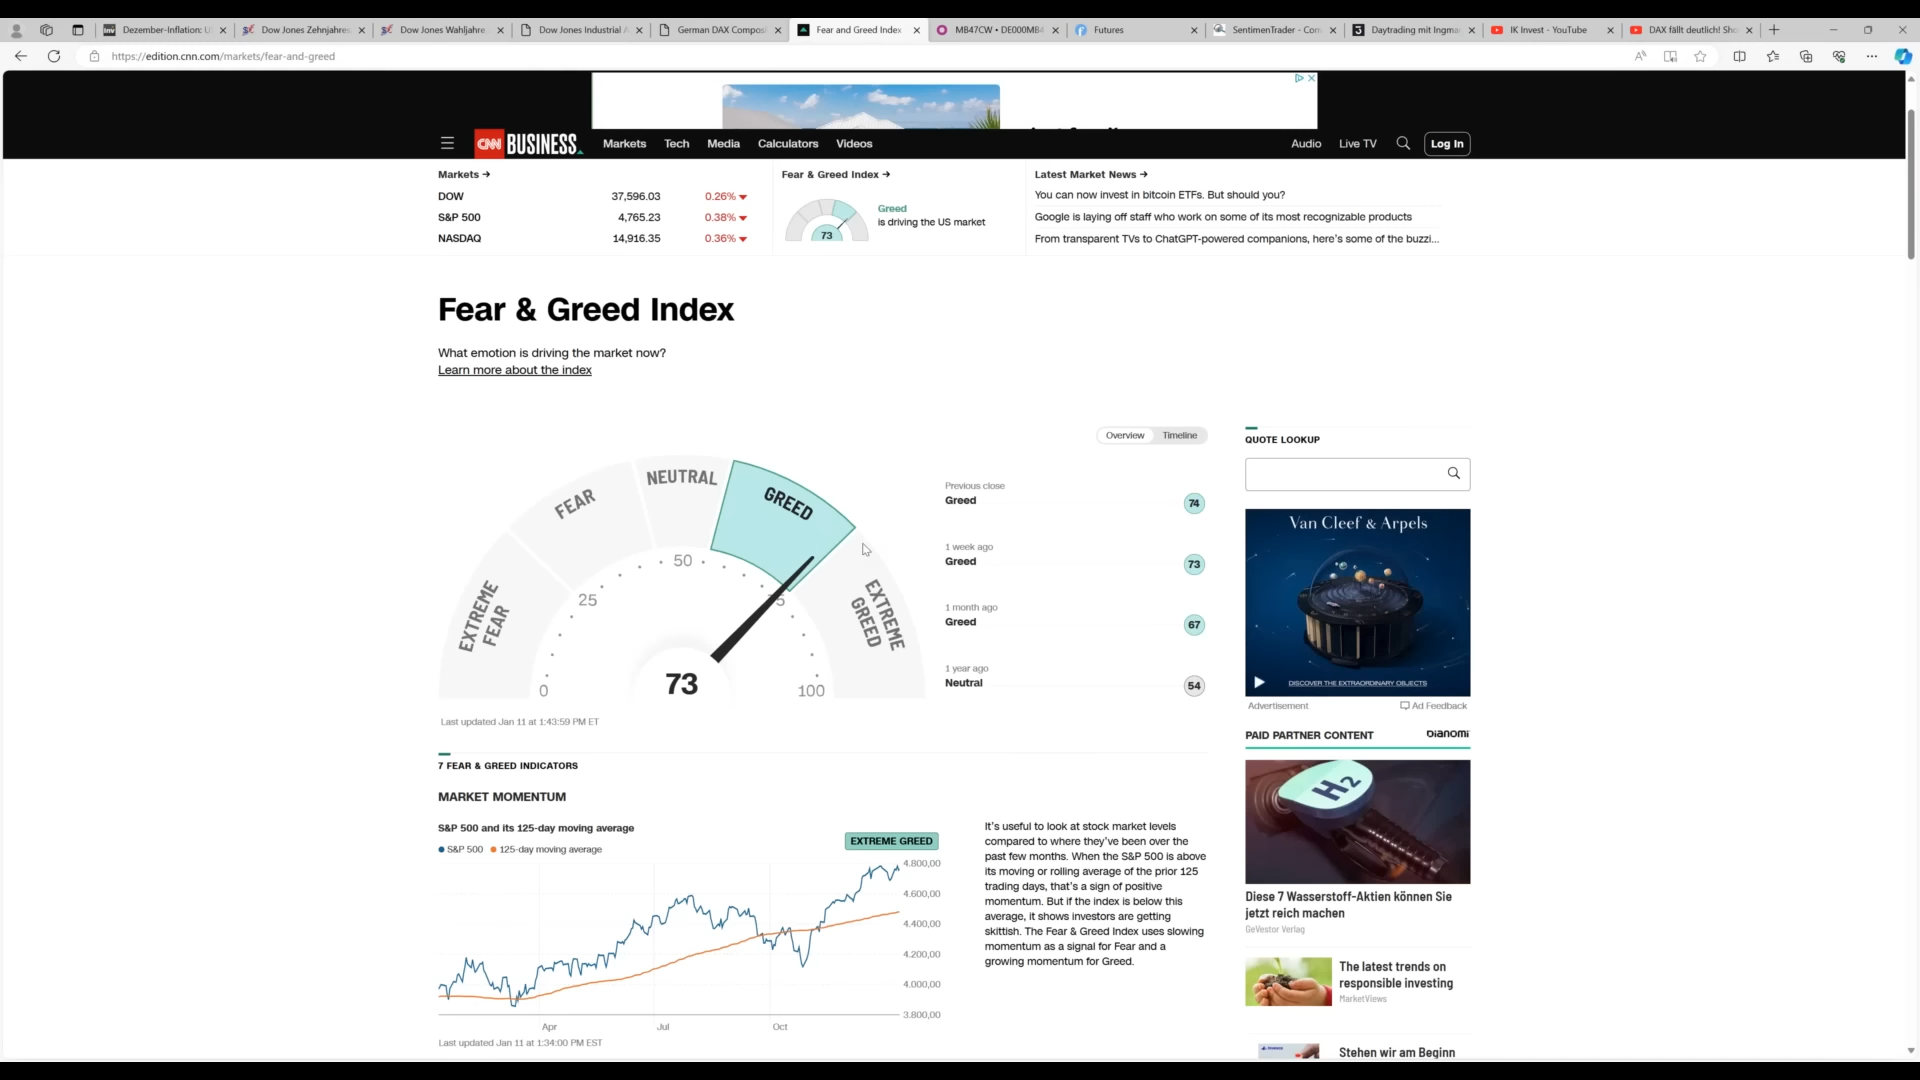 Dezember-Inflation: U
Dow Jones Zehnjahres
Dow Jones Wahljahre.
Dow Jones Industrial A
German DAX Composi
Fear and Greed Index
MB47CW • DE000MB4
Futures
SentimenTrader - Com
Daytrading mit Ingma
IK Invest - YouTube
DAX fällt deutlich! Sho
https://edition.cnn.com/markets/fear-and-greed
CNN BUSINESS
Markets
Tech
Media
Calculators
Videos
Audio
Live TV
Log In
Markets →
DOW 37,596.03 0.26%
S&P 500 4,765.23 0.38%
NASDAQ 14,916.35 0.36%
Fear & Greed Index →
73
Greed
is driving the US market
Latest Market News →
You can now invest in bitcoin ETFs. But should you?
Google is laying off staff who work on some of its most recognizable products
From transparent TVs to ChatGPT-powered companions, here's some of the buzzi...
Fear & Greed Index
What emotion is driving the market now?
Learn more about the index
Overview
Timeline
EXTREME
FEAR
FEAR
NEUTRAL
GREED
EXTREME
GREED
0
25
50
100
73
Last updated Jan 11 at 1:43:59 PM ET
Previous close
Greed 74
1 week ago
Greed 73
1 month ago
Greed 67
1 year ago
Neutral 54
7 FEAR & GREED INDICATORS
MARKET MOMENTUM
S&P 500 and its 125-day moving average
S&P 500 125-day moving average
EXTREME GREED
4.800,00
4.600,00
4.400,00
4.200,00
4.000,00
3.800,00
Apr
Jul
Oct
Last updated Jan 11 at 1:34:00 PM EST
It's useful to look at stock market levels
compared to where they've been over the
past few months. When the S&P 500 is above
its moving or rolling average of the prior 125
trading days, that's a sign of positive
momentum. But if the index is below this
average, it shows investors are getting
skittish. The Fear & Greed Index uses slowing
momentum as a signal for Fear and a
growing momentum for Greed.
QUOTE LOOKUP
Van Cleef & Arpels
DISCOVER THE EXTRAORDINARY OBJECTS
Advertisement
Ad Feedback
PAID PARTNER CONTENT
H2
Diese 7 Wasserstoff-Aktien können Sie
jetzt reich machen
GeVestor Verlag
The latest trends on
responsible investing
MarketViews
Stehen wir am Beginn